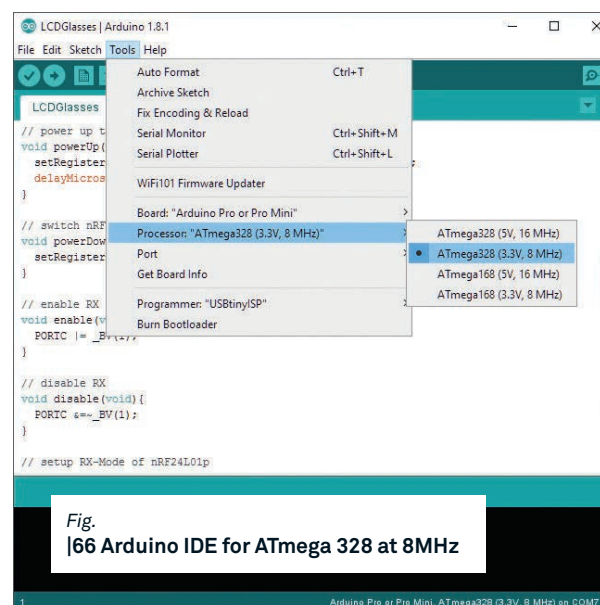 LCDGlasses | Arduino 1.8.1
File Edit Sketch Tools Help
LCDGlasses
Auto Format Ctrl+T
Archive Sketch
Fix Encoding & Reload
Serial Monitor Ctrl+Shift+M
Serial Plotter Ctrl+Shift+L
WiFi101 Firmware Updater
Board: "Arduino Pro or Pro Mini"
Processor: "ATmega328 (3.3V, 8 MHz)"
Port
Get Board Info
Programmer: "USBtinyISP"
Burn Bootloader
ATmega328 (5V, 16 MHz)
ATmega328 (3.3V, 8 MHz)
ATmega168 (5V, 16 MHz)
ATmega168 (3.3V, 8 MHz)
// power up t
void powerUp(
setRegister
;
delayMicros
}
// switch nRF
void powerDow
setRegister
}
// enable RX
void enable(v
PORTC |= _BV(1);
}
// disable RX
void disable(void){
PORTC &=~_BV(1);
}
// setup RX-Mode of nRF24L01p
Fig.
|66 Arduino IDE for ATmega 328 at 8MHz
1 Arduino Pro or Pro Mini, ATmega328 (3.3V, 8 MHz) on COM7